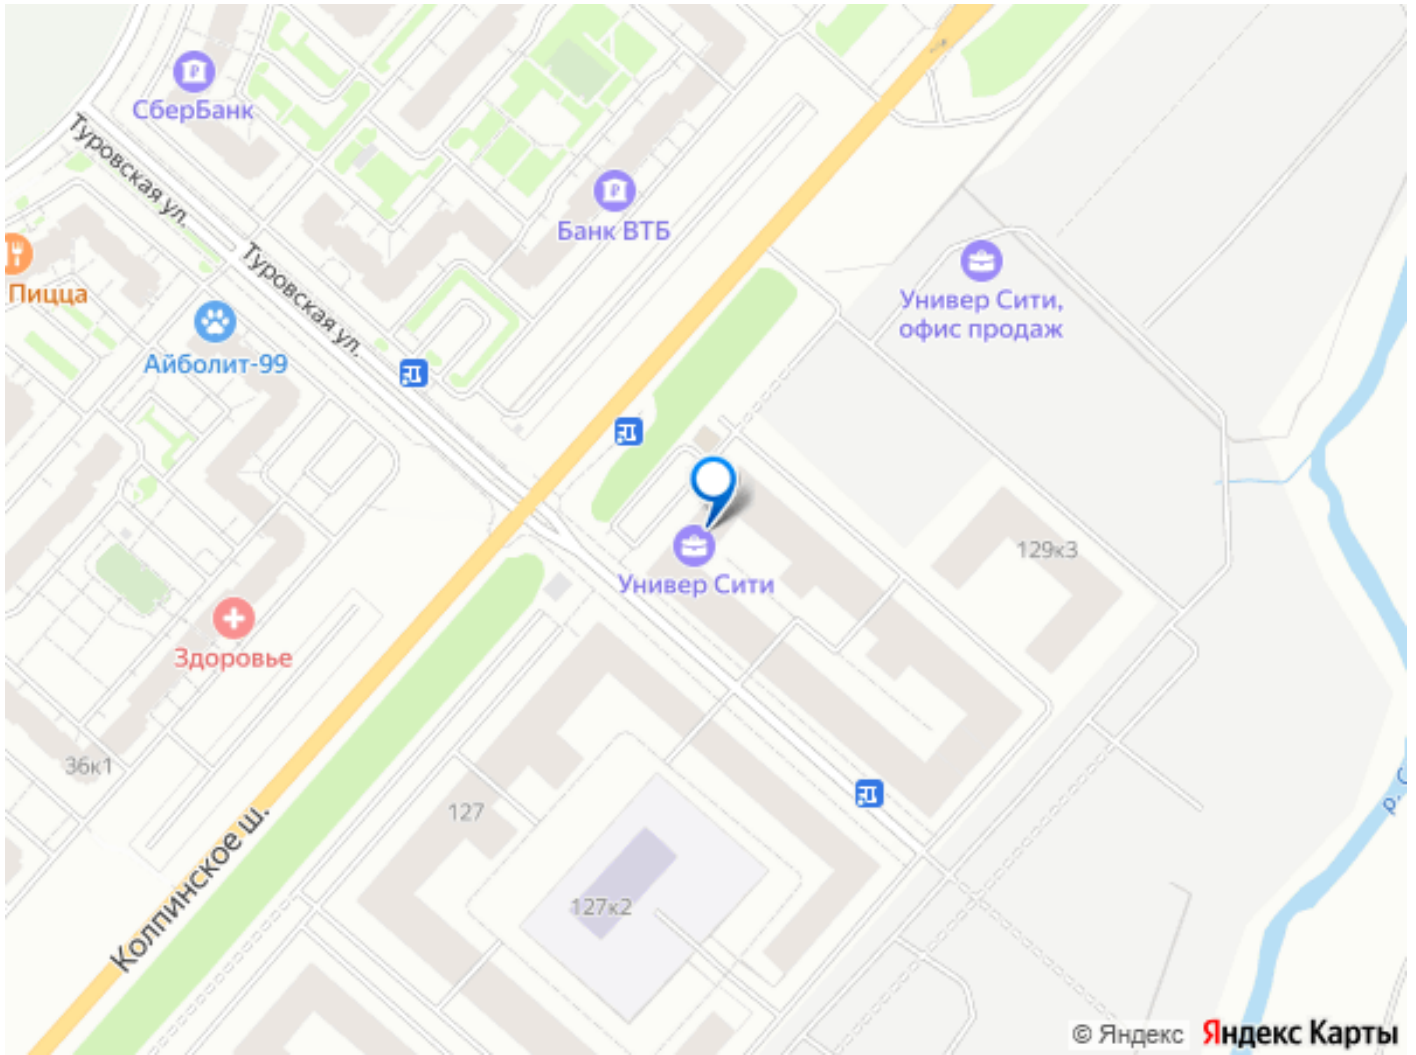 СберБанк
Туровская ул.
Банк ВТБ
Туровская ул.
Пицца
Универ Сити,
офис продаж
Айболит-99
129к3
Универ Сити
Здоровье
36к1
127
Колпинское ш.
127к2
р. С
© Яндекс Яндекс Карты